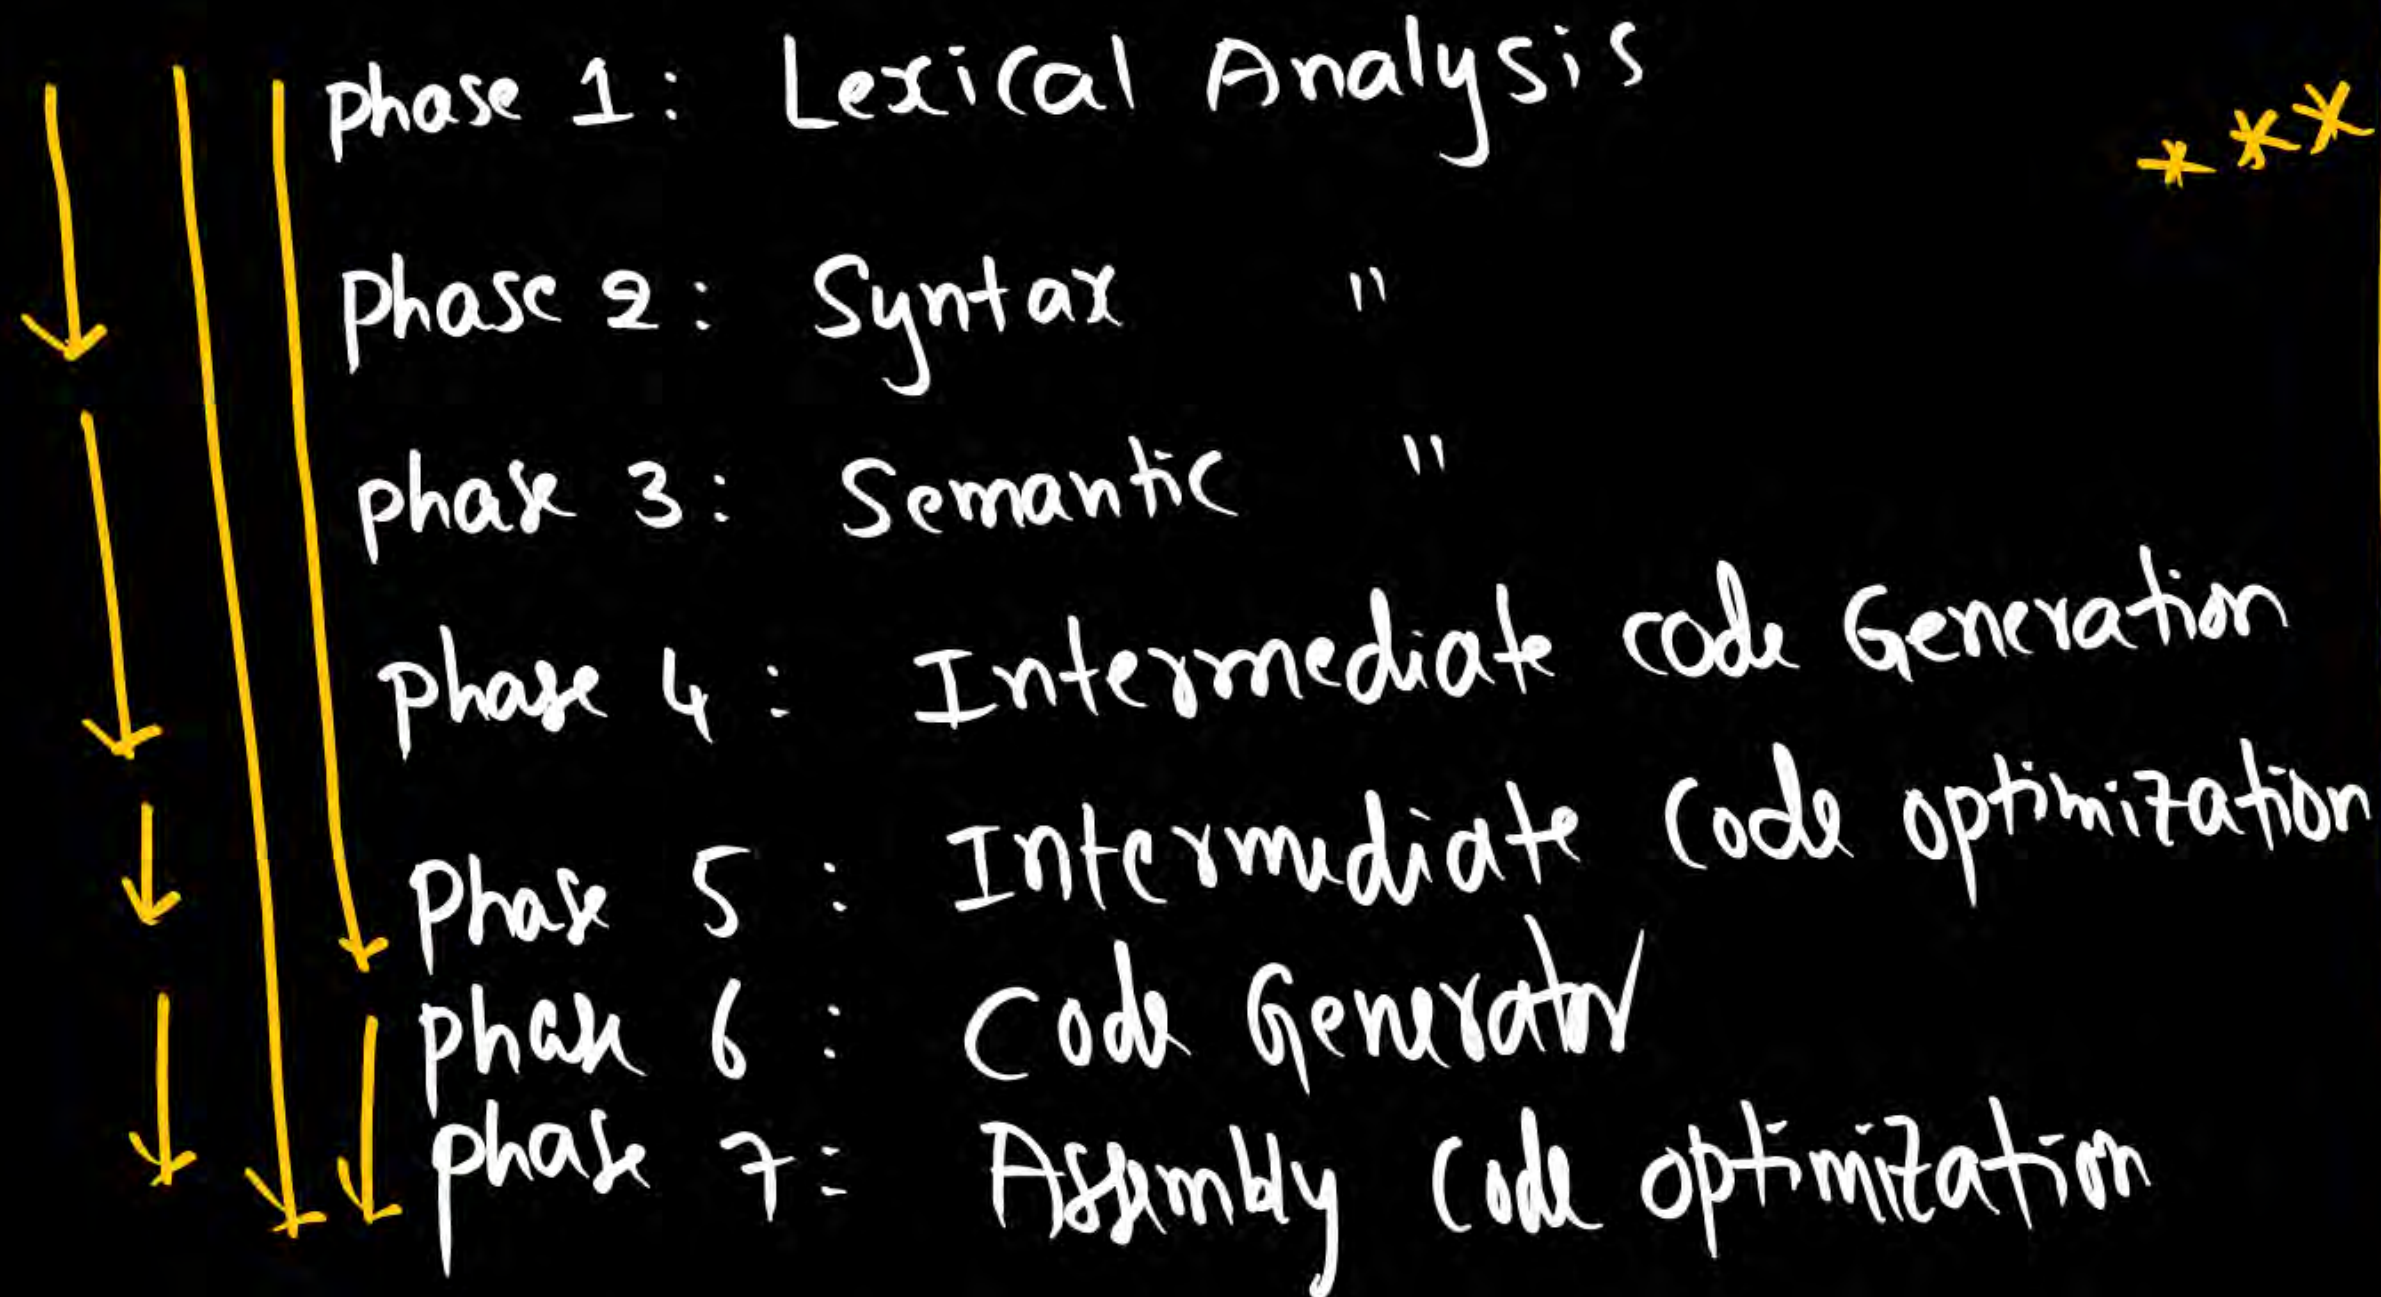 phase 1: Lexical Analysis
***
phase 2: Syntax "
phase 3: Semantic "
phase 4: Intermediate code Generation
phase 5: Intermediate Code optimization
phase 6: Code Generator
phase 7: Assembly Code optimization